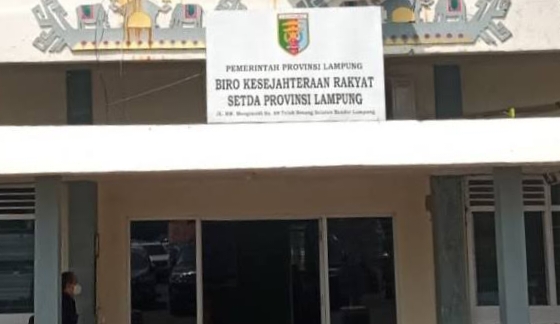 PEMERINTAH PROVINSI LAMPUNG
BIRO KESEJAHTERAAN RAKYAT
SETDA PROVINSI LAMPUNG